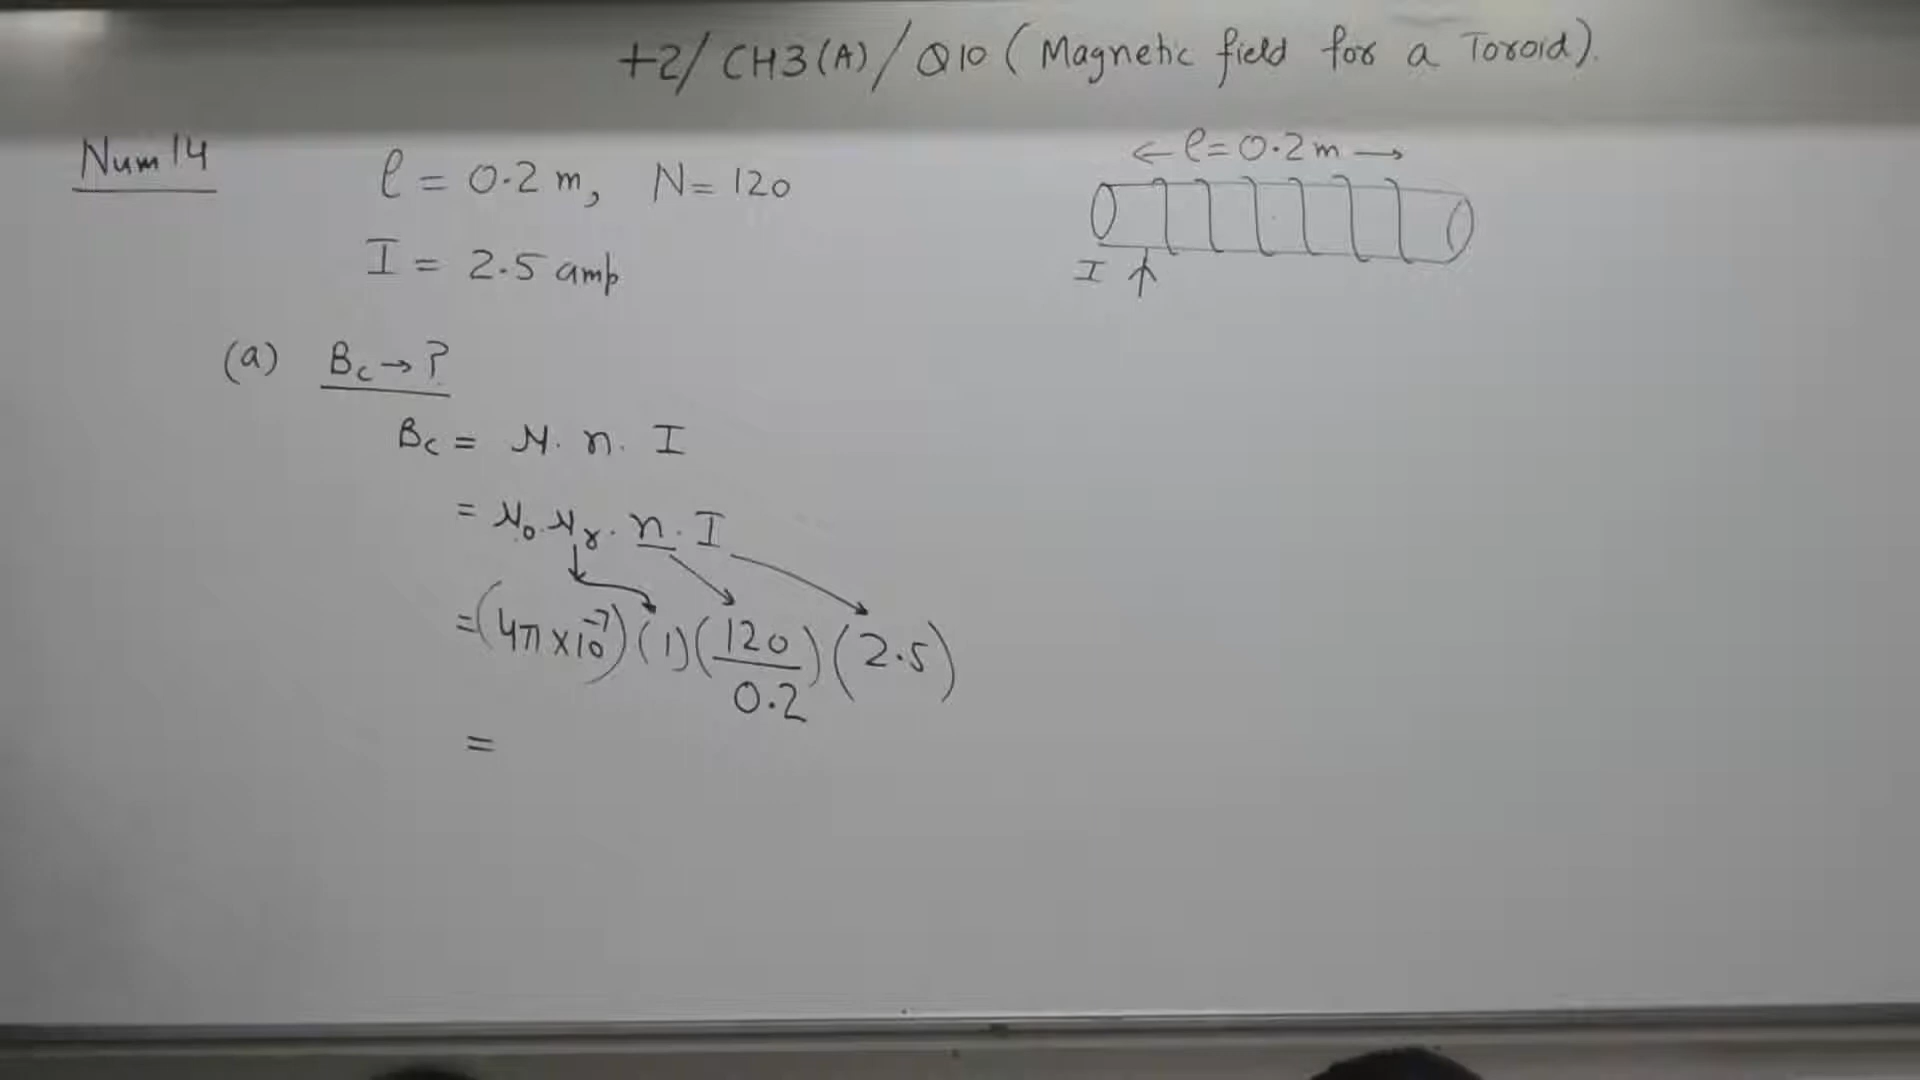 +2/ CH3(A)/ Q10 (Magnetic field for a Toroid).
Num 14
l = 0.2 m, N = 120
← l = 0.2 m →
I = 2.5 amp
I
(a) Bc → ?
Bc = μ. n. I
= μ₀. μᵣ. n. I
= (4π×10⁻⁷) (1) (120/0.2) (2.5)
=